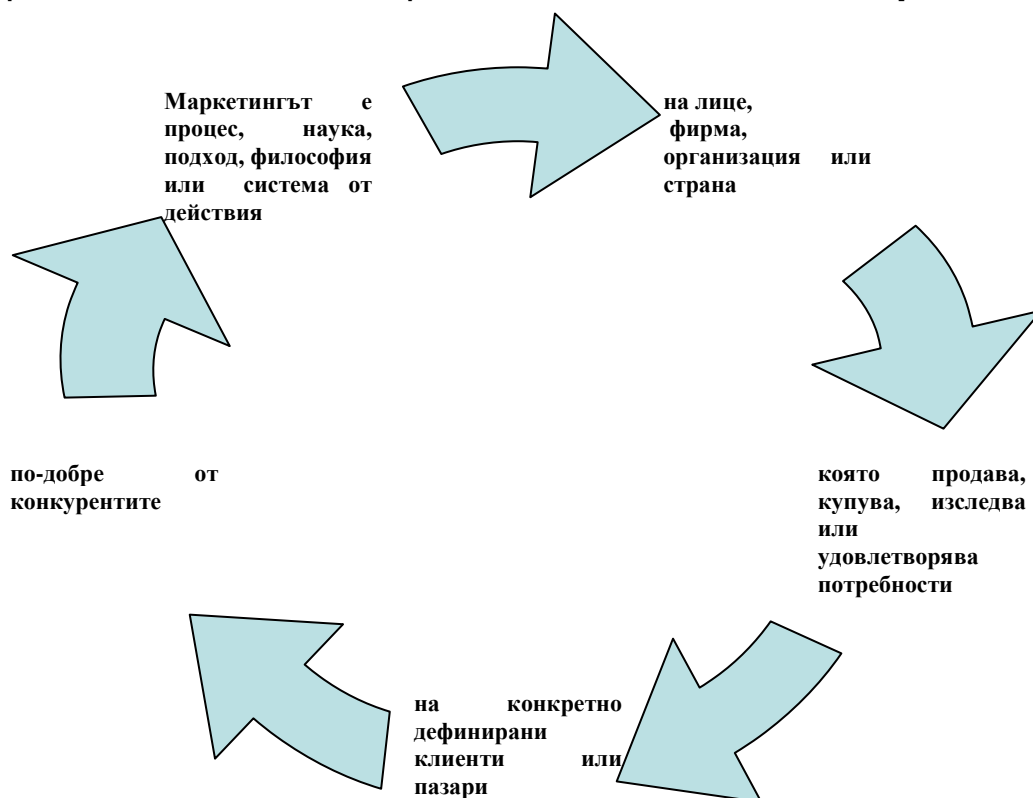 Маркетингът е
процес, наука,
подход, философия
или система от
действия
на лице,
фирма,
организация или
страна
която продава,
купува, изследва
или
удовлетворява
потребности
на конкретно
дефинирани
клиенти или
пазари
по-добре от
конкурентите